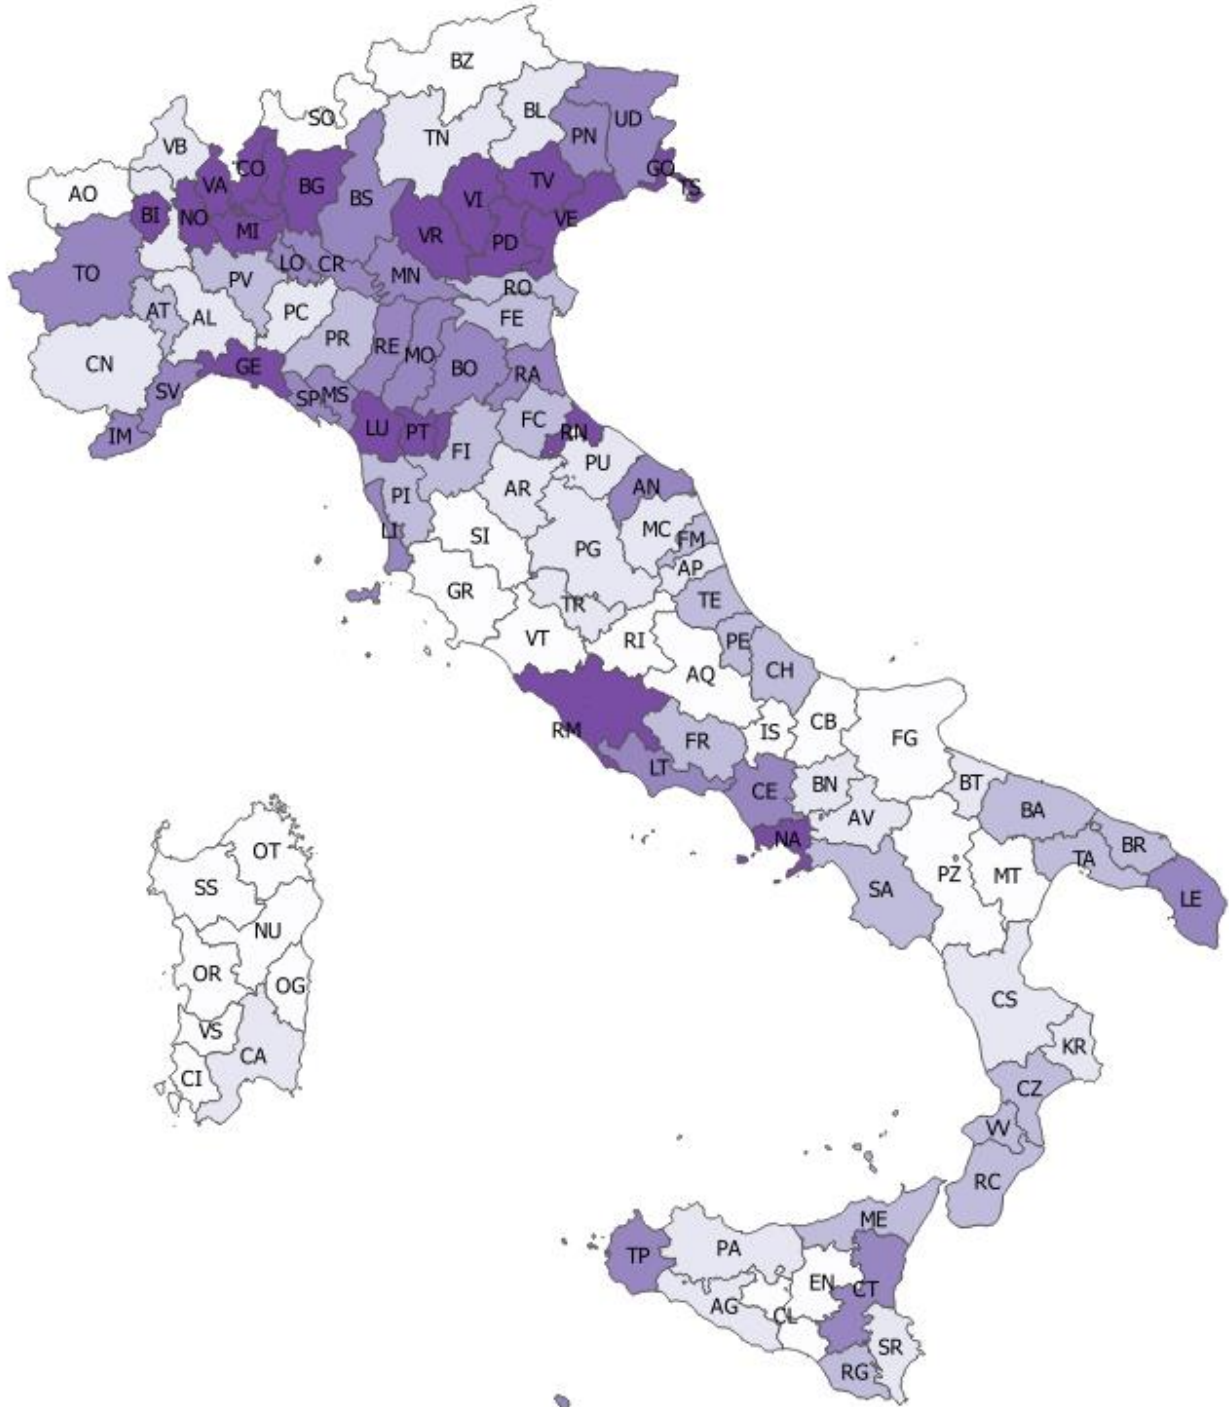 BZ
SO
BL
UD
PN
TN
VB
CO
GO
TS
AO
VA
BG
BS
TV
VI
BI
NO
MI
VR
PD
VE
TO
LO
CR
MN
PV
RO
AT
AL
PC
FE
PR
RE
MO
BO
CN
GE
RA
SV
SP
MS
IM
LU
PT
FI
FC
RN
PU
PI
AR
AN
LI
SI
MC
FM
PG
AP
GR
TR
TE
VT
RI
PE
AQ
CH
RM
FR
IS
CB
FG
LT
CE
BN
BT
AV
BA
NA
BR
TA
OT
SS
SA
PZ
MT
LE
NU
OR
OG
CS
VS
CA
KR
CI
CZ
VV
RC
ME
TP
PA
EN
CT
AG
CL
SR
RG